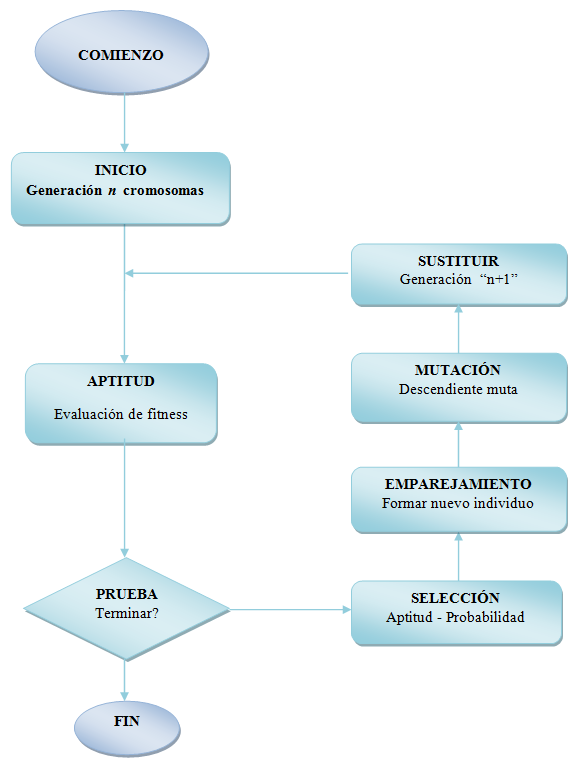 COMIENZO
INICIO
Generación n cromosomas
SUSTITUIR
Generación “n+1”
MUTACIÓN
Descendiente muta
APTITUD
Evaluación de fitness
EMPAREJAMIENTO
Formar nuevo individuo
PRUEBA
Terminar?
SELECCIÓN
Aptitud - Probabilidad
FIN